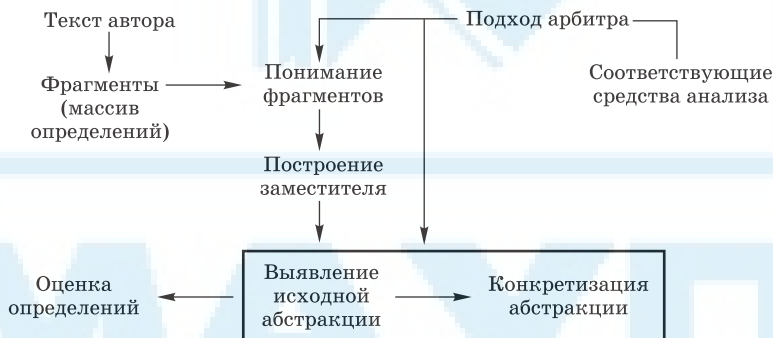 Текст автора
Подход арбитра
Фрагменты
(массив
определений)
Понимание
фрагментов
Соответствующие
средства анализа
Построение
заместителя
Оценка
определений
Выявление
исходной
абстракции
Конкретизация
абстракции